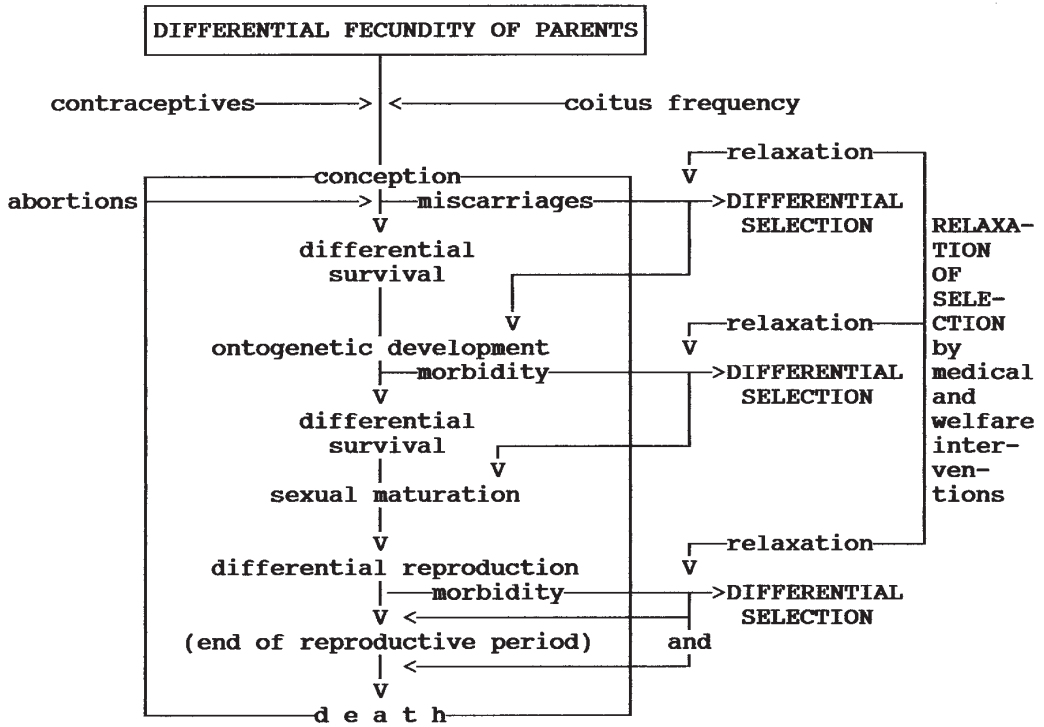 DIFFERENTIAL FECUNDITY OF PARENTS
contraceptives
coitus frequency
relaxation
conception
abortions
miscarriages
DIFFERENTIAL
SELECTION
differential
survival
relaxation
ontogenetic development
morbidity
DIFFERENTIAL
SELECTION
differential
survival
sexual maturation
relaxation
differential reproduction
morbidity
DIFFERENTIAL
SELECTION
(end of reproductive period)
and
d e a t h
RELAXA-
TION
OF
SELE-
CTION
by
medical
and
welfare
inter-
ven-
tions